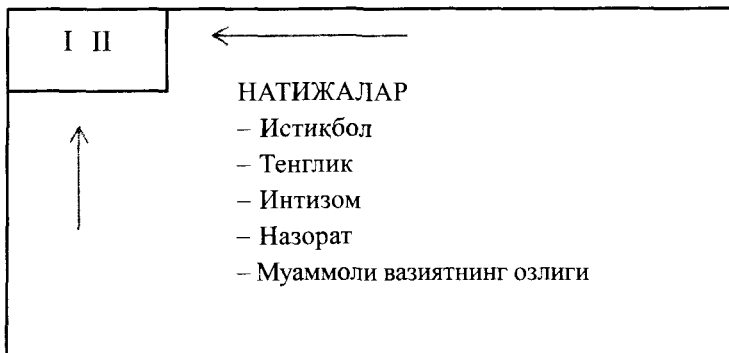 I II
НАТИЖАЛАР
– Истиқбол
– Тенглик
– Интизом
– Назорат
– Муаммоли вазиятнинг озлиги